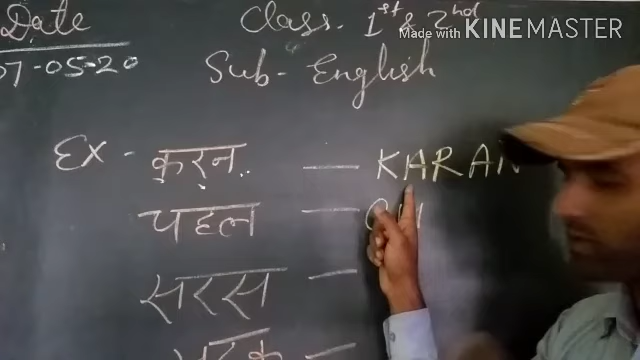 Date Class. 1st & 2nd
07-05-20 Sub - English
Made with KINEMASTER
Ex - करन — KARAN
पहल —
सरस —